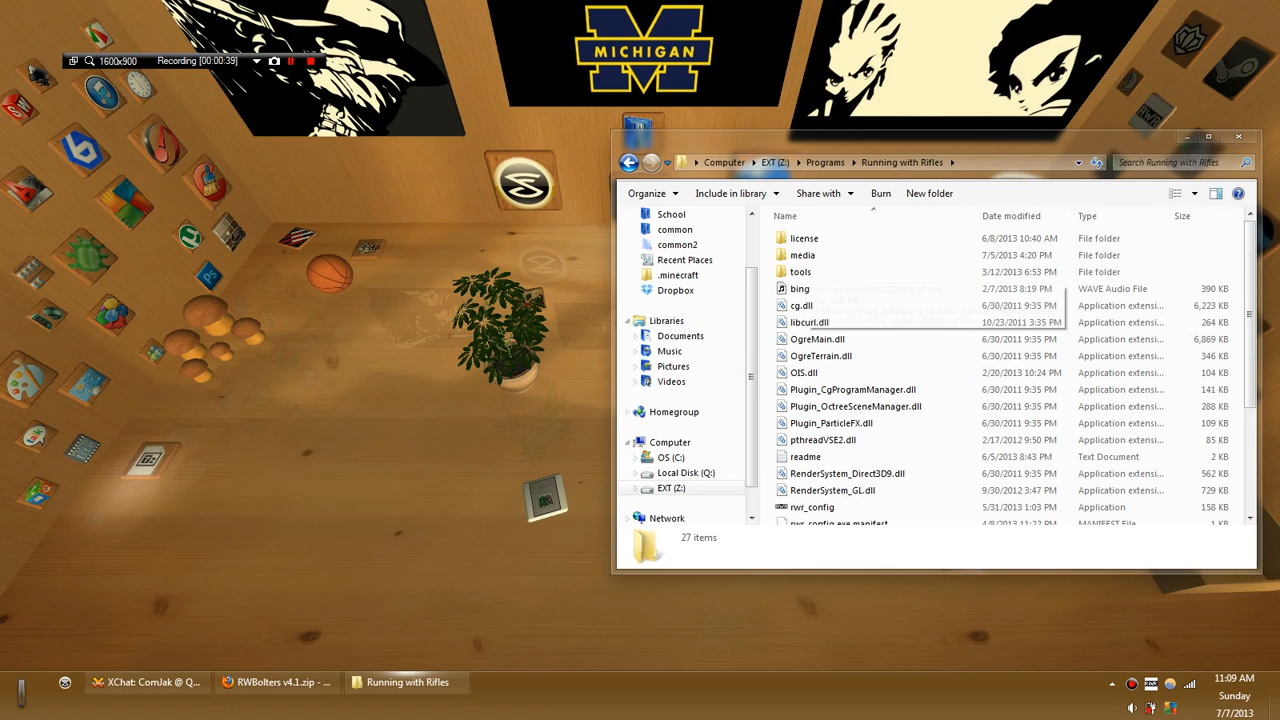 MICHIGAN
1600x900 Recording [00:00:39]
Computer EXT (Z:) Programs Running with Rifles
Search Running with Rifles
Organize Include in library Share with Burn New folder
Name Date modified Type Size
School
common
common2
Recent Places
.minecraft
Dropbox
Libraries
Documents
Music
Pictures
Videos
Homegroup
Computer
OS (C:)
Local Disk (Q:)
EXT (Z:)
Network
license 6/8/2013 10:40 AM File folder
media 7/5/2013 4:20 PM File folder
tools 3/12/2013 6:53 PM File folder
bing 2/7/2013 8:19 PM WAVE Audio File 390 KB
cg.dll 6/30/2011 9:35 PM Application extensi... 6,223 KB
libcurl.dll 10/23/2011 3:35 PM Application extensi... 264 KB
OgreMain.dll 6/30/2011 9:35 PM Application extensi... 6,869 KB
OgreTerrain.dll 6/30/2011 9:35 PM Application extensi... 346 KB
OIS.dll 2/20/2013 10:24 PM Application extensi... 104 KB
Plugin_CgProgramManager.dll 6/30/2011 9:35 PM Application extensi... 141 KB
Plugin_OctreeSceneManager.dll 6/30/2011 9:35 PM Application extensi... 288 KB
Plugin_ParticleFX.dll 6/30/2011 9:35 PM Application extensi... 109 KB
pthreadVSE2.dll 2/17/2012 9:50 PM Application extensi... 85 KB
readme 6/5/2013 8:43 PM Text Document 2 KB
RenderSystem_Direct3D9.dll 6/30/2011 9:35 PM Application extensi... 562 KB
RenderSystem_GL.dll 9/30/2012 3:47 PM Application extensi... 729 KB
rwr_config 5/31/2013 1:03 PM Application 158 KB
rwr_config.exe.manifest 4/8/2013 11:22 PM MANIFEST File 1 KB
27 items
XChat: ComJak @ Q... RWBolters v4.1.zip - ... Running with Rifles
11:09 AM
Sunday
7/7/2013